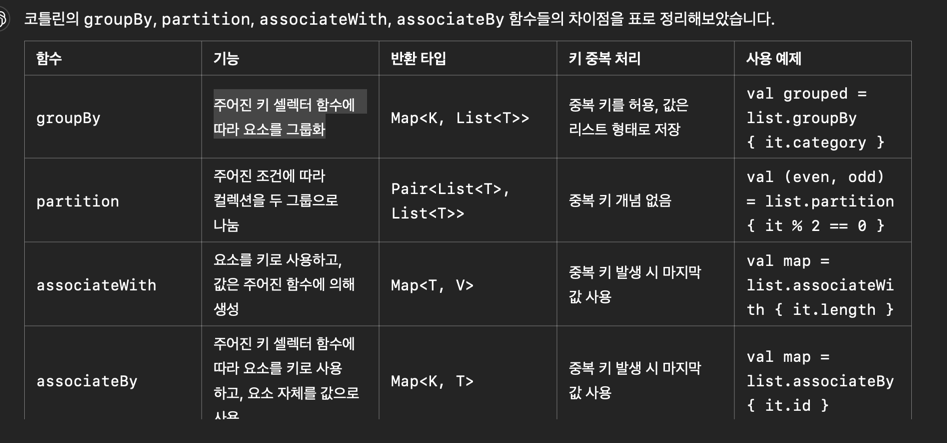 코틀린의 groupBy, partition, associateWith, associateBy 함수들의 차이점을 표로 정리해보았습니다.
함수 기능 반환 타입 키 중복 처리 사용 예제
groupBy
주어진 키 셀렉터 함수에
따라 요소를 그룹화
Map<K, List<T>>
중복 키를 허용, 값은
리스트 형태로 저장
val grouped =
list.groupBy
{ it.category }
partition
주어진 조건에 따라
컬렉션을 두 그룹으로
나눔
Pair<List<T>,
List<T>>
중복 키 개념 없음
val (even, odd)
= list.partition
{ it % 2 == 0 }
associateWith
요소를 키로 사용하고,
값은 주어진 함수에 의해
생성
Map<T, V>
중복 키 발생 시 마지막
값 사용
val map =
list.associateWi
th { it.length }
associateBy
주어진 키 셀렉터 함수에
따라 요소를 키로 사용
하고, 요소 자체를 값으로
사용
Map<K, T>
중복 키 발생 시 마지막
값 사용
val map =
list.associateBy
{ it.id }